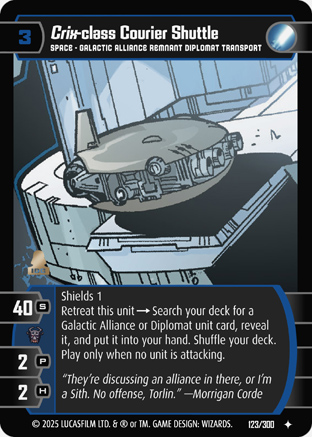 3
Crix-class Courier Shuttle
SPACE - GALACTIC ALLIANCE REMNANT DIPLOMAT TRANSPORT
40 S
2 P
2 H
Shields 1
Retreat this unit → Search your deck for a
Galactic Alliance or Diplomat unit card, reveal
it, and put it into your hand. Shuffle your deck.
Play only when no unit is attacking.
“They’re discussing an alliance in there, or I’m
a Sith. No offense, Torlin.” —Morrigan Corde
© 2025 LUCASFILM LTD. & ® or TM. GAME DESIGN: WIZARDS.
123/300